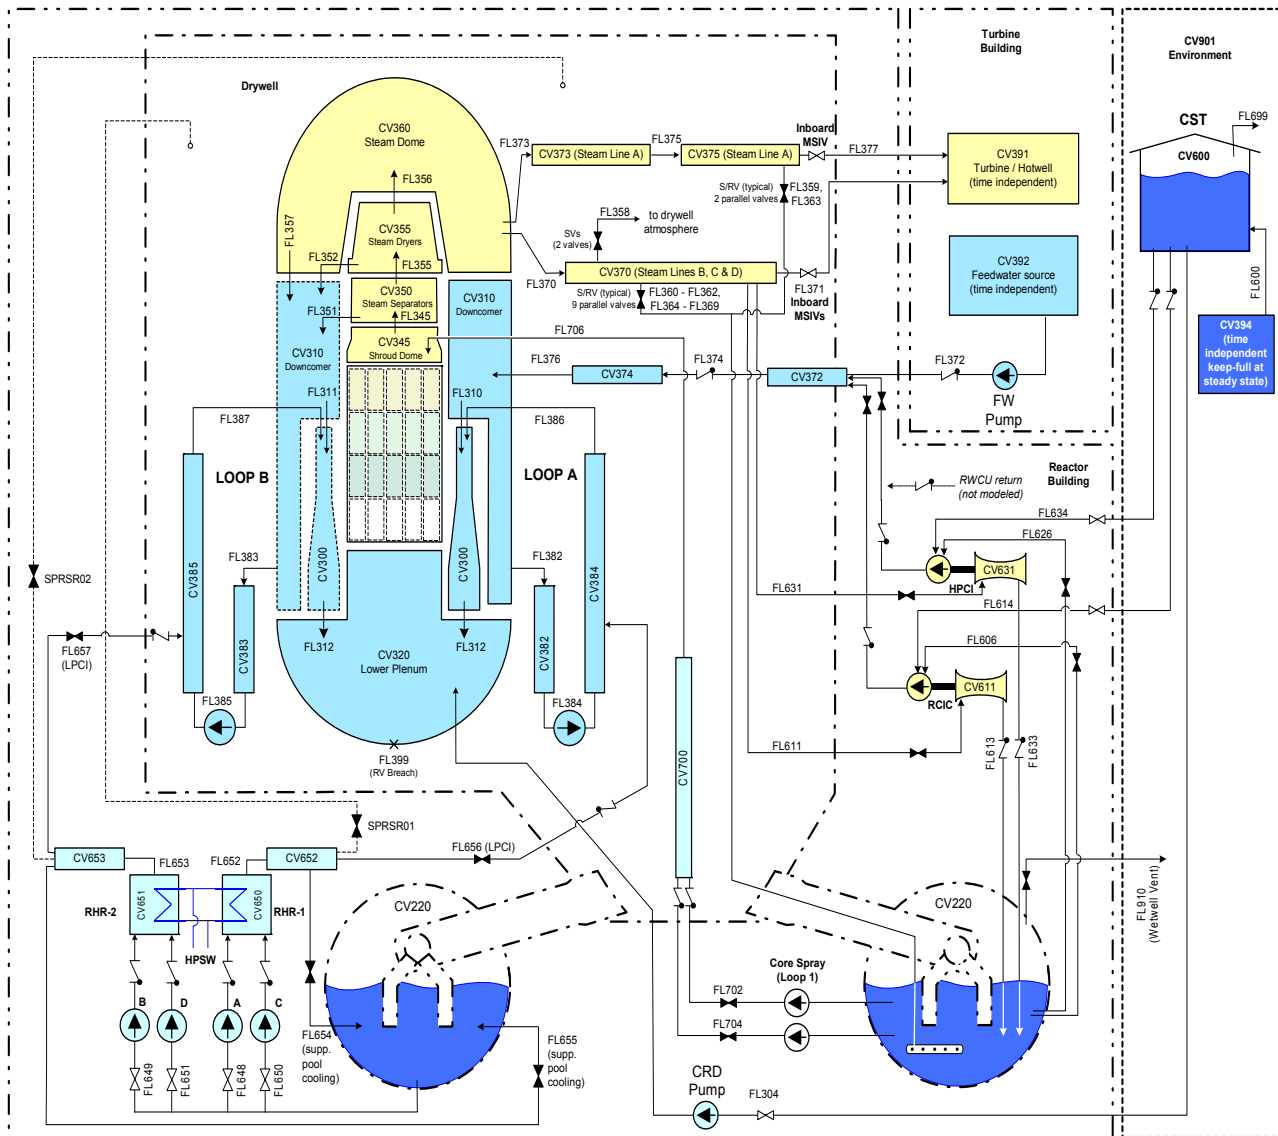 Turbine
Building
CV901
Environment
Drywell
CST
FL699
CV600
CV360
Steam Dome
FL373
FL375
Inboard
MSIV
CV373 (Steam Line A)
CV375 (Steam Line A)
FL377
CV391
Turbine / Hotwell
(time independent)
FL356
S/RV (typical)
2 parallel valves
FL359,
FL363
FL357
CV355
Steam Dryers
FL352
FL355
FL358
to drywell
atmosphere
SVs
(2 valves)
CV370 (Steam Lines B, C & D)
FL370
FL371
Inboard
MSIVs
S/RV (typical)
9 parallel valves
FL360 - FL362,
FL364 - FL369
CV392
Feedwater source
(time independent)
FL600
CV350
Steam Separators
FL351
FL345
CV310
Downcomer
CV310
Downcomer
CV345
Shroud Dome
FL706
FL376
CV374
FL374
CV372
FL372
FW
Pump
CV394
(time
independent
keep-full at
steady state)
FL311
FL310
FL387
FL386
LOOP B
LOOP A
Reactor
Building
RWCU return
(not modeled)
FL634
FL626
CV385
FL383
CV300
CV300
FL382
CV384
CV631
HPCI
FL631
FL614
SPRSR02
CV383
CV382
FL657
(LPCI)
FL312
FL312
CV320
Lower Plenum
FL606
CV611
RCIC
FL385
FL384
FL611
FL613
FL633
FL399
(RV Breach)
CV700
SPRSR01
FL656 (LPCI)
CV653
FL653
FL652
CV652
CV651
CV650
RHR-2
RHR-1
HPSW
CV220
CV220
FL910
(Wetwell Vent)
Core Spray
(Loop 1)
B
D
A
C
FL702
FL704
FL654
(supp.
pool
cooling)
FL655
(supp.
pool
cooling)
FL649
FL651
FL648
FL650
CRD
Pump
FL304